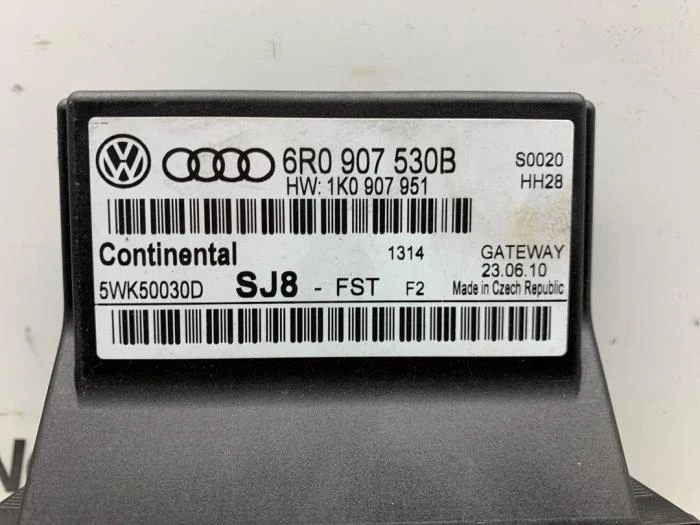 6R0 907 530B S0020
HW: 1K0 907 951 HH28
Continental 1314 GATEWAY
23.06.10
5WK50030D SJ8 - FST F2 Made in Czech Republic